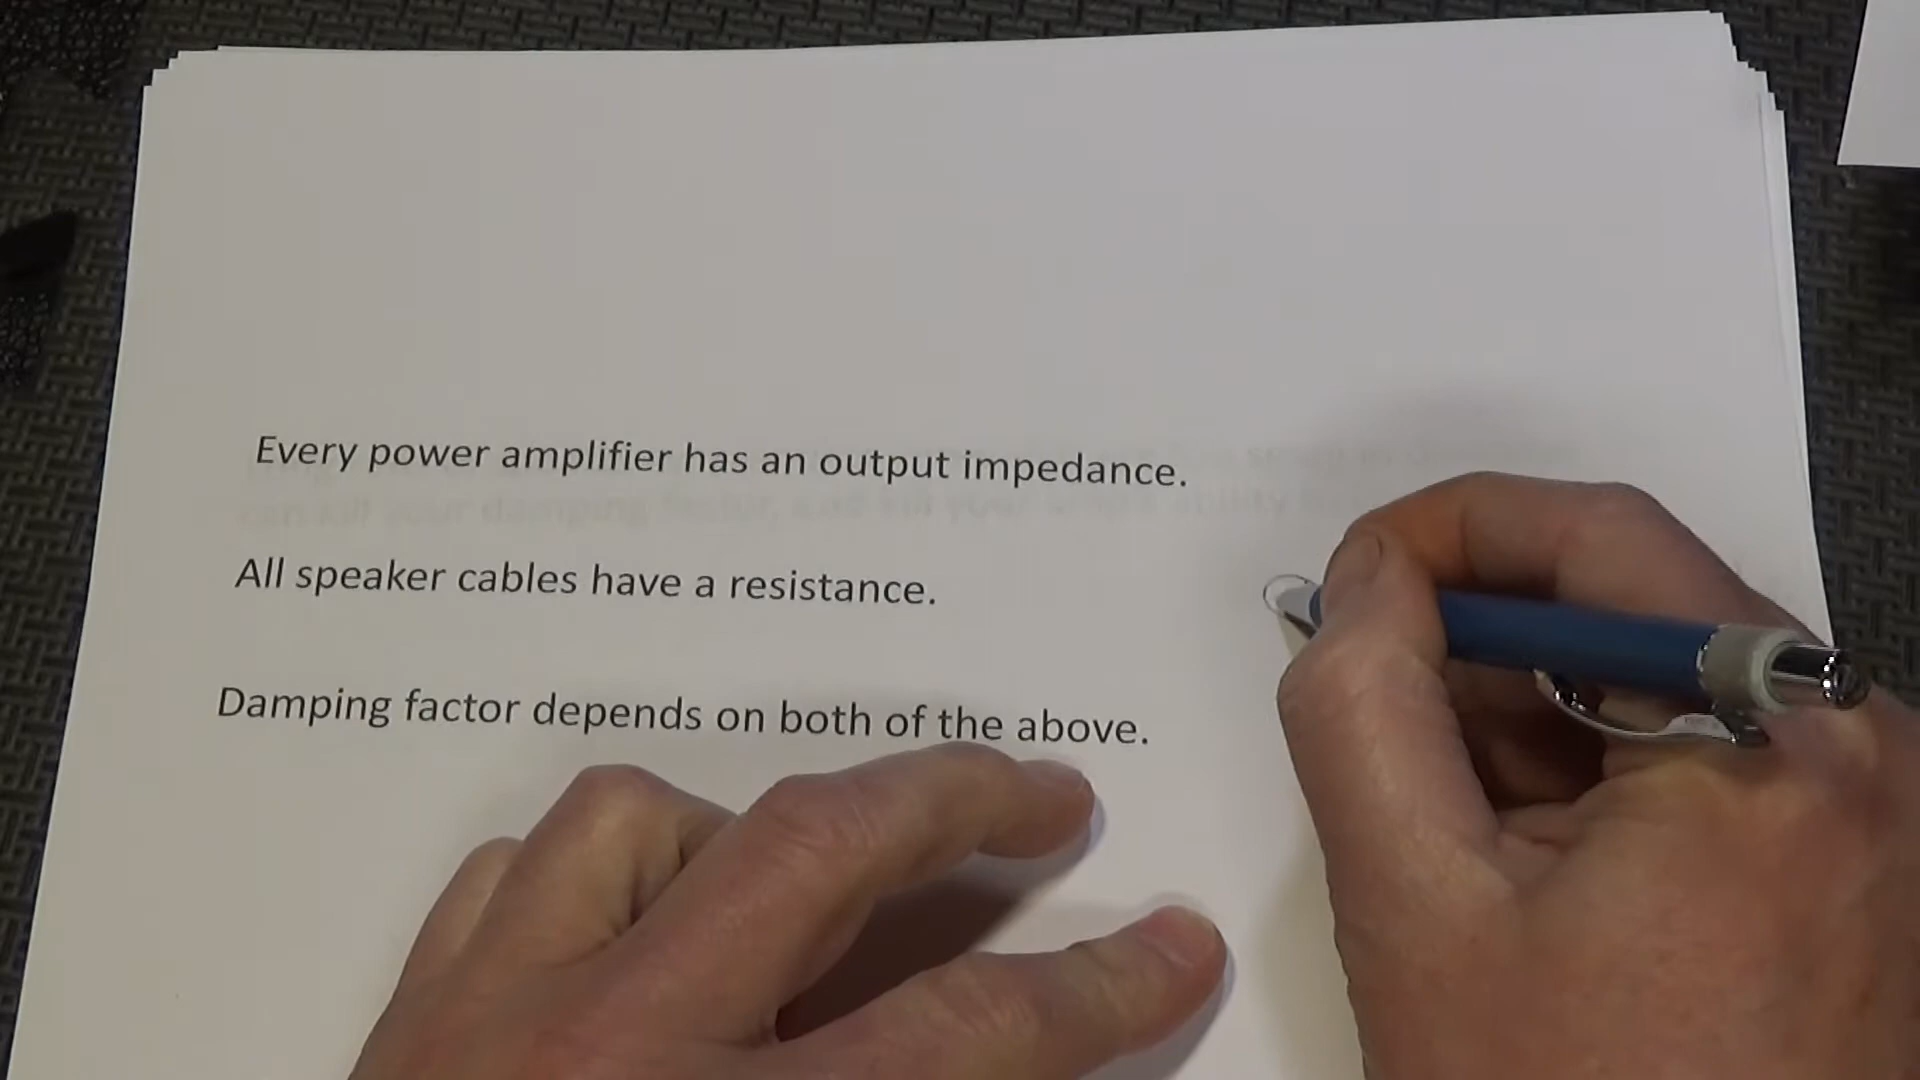 Every power amplifier has an output impedance.
All speaker cables have a resistance.
Damping factor depends on both of the above.